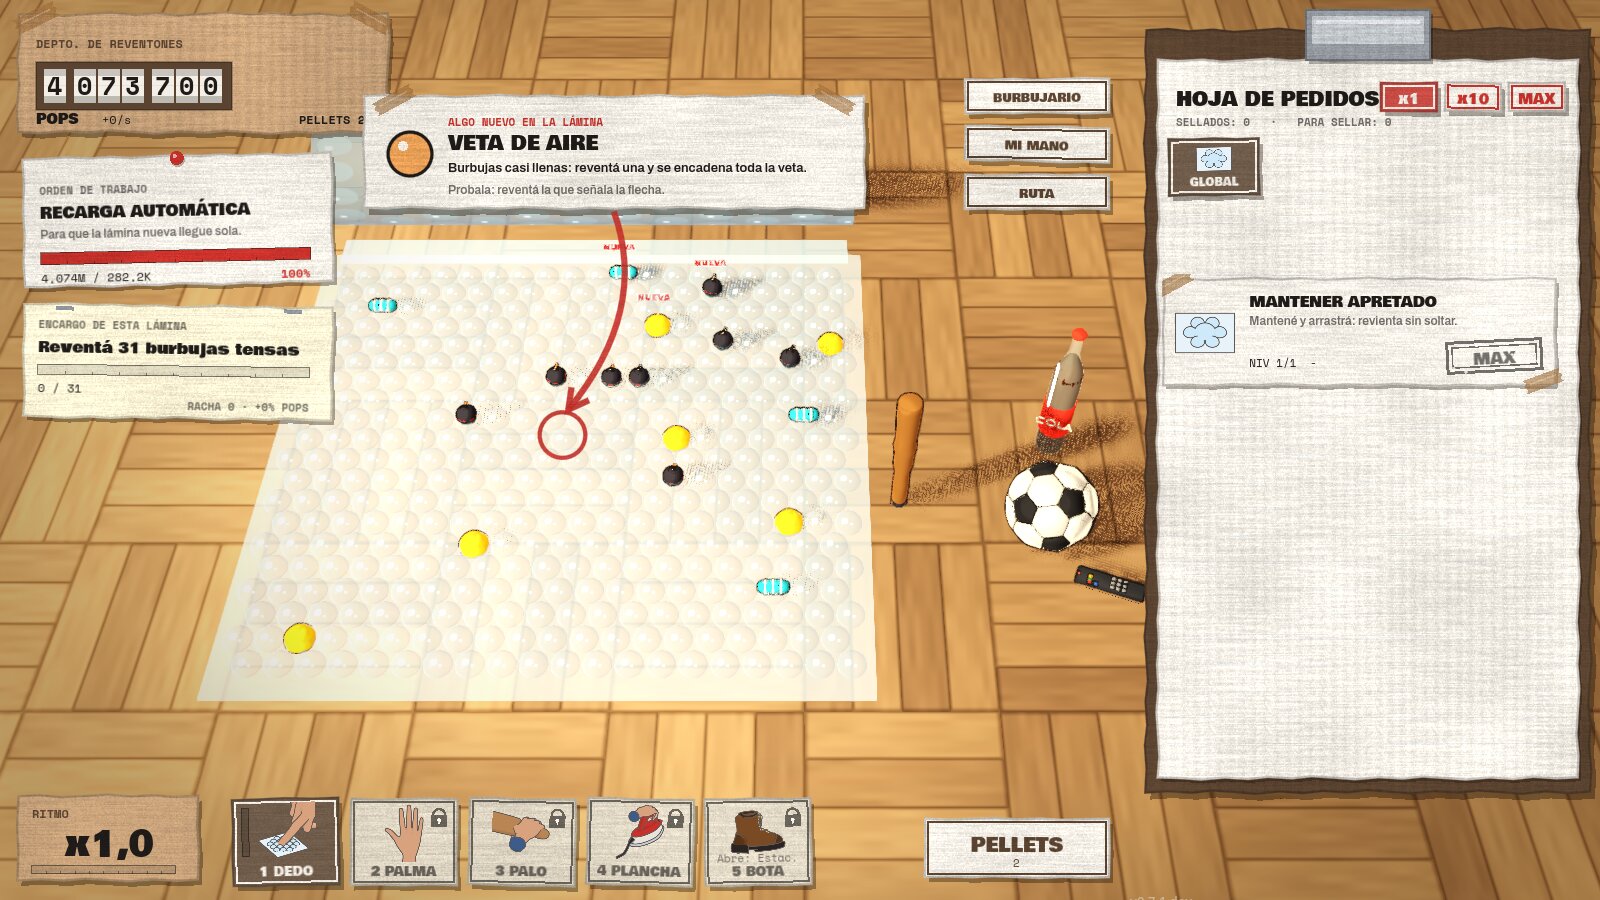 DEPTO. DE REVENTONES
4 073 700
POPS +0/s PELLETS 2
ALGO NUEVO EN LA LÁMINA
VETA DE AIRE
Burbujas casi llenas: reventá una y se encadena toda la veta.
Probala: reventá la que señala la flecha.
ORDEN DE TRABAJO
RECARGA AUTOMÁTICA
Para que la lámina nueva llegue sola.
4.074M / 282.2K 100%
ENCARGO DE ESTA LÁMINA
Reventá 31 burbujas tensas
0 / 31
RACHA 0 · +0% POPS
NUEVA
NUEVA
NUEVA
BURBUJARIO
MI MANO
RUTA
COLA
HOJA DE PEDIDOS
x1 x10 MAX
SELLADOS: 0 · PARA SELLAR: 0
GLOBAL
MANTENER APRETADO
Mantené y arrastrá: revienta sin soltar.
NIV 1/1 -
MAX
RITMO
x1,0
1 DEDO
2 PALMA
3 PALO
4 PLANCHA
Abre: Estac.
5 BOTA
PELLETS
2